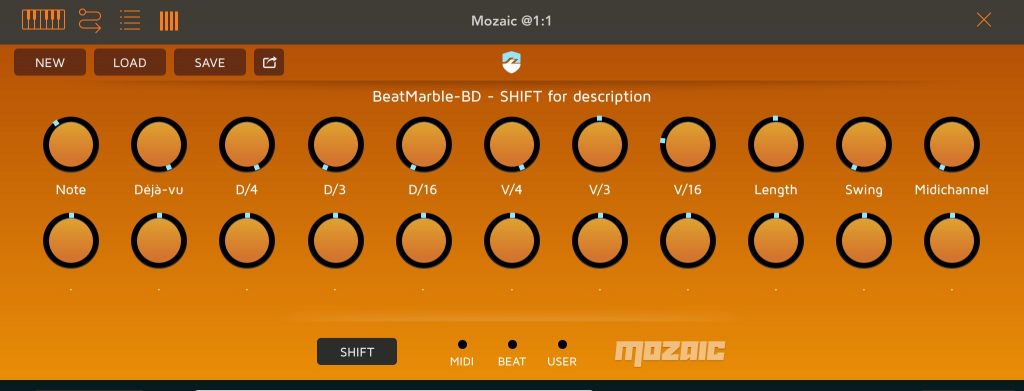 Mozaic @1:1
NEW LOAD SAVE
BeatMarble-BD - SHIFT for description
Note Déjà-vu D/4 D/3 D/16 V/4 V/3 V/16 Length Swing Midichannel
. . . . . . . . . . .
SHIFT MIDI BEAT USER MOZAIC